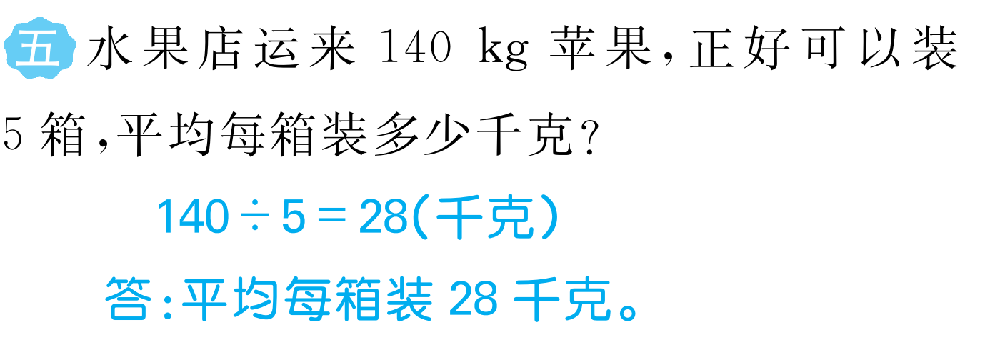 五 水果店运来 140 kg 苹果,正好可以装
5 箱,平均每箱装多少千克?
140÷5=28(千克)
答:平均每箱装 28 千克。